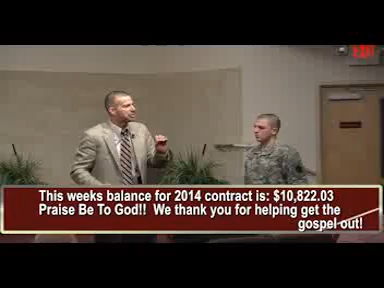 This weeks balance for 2014 contract is: $10,822.03
Praise Be To God!!  We thank you for helping get the
gospel out!